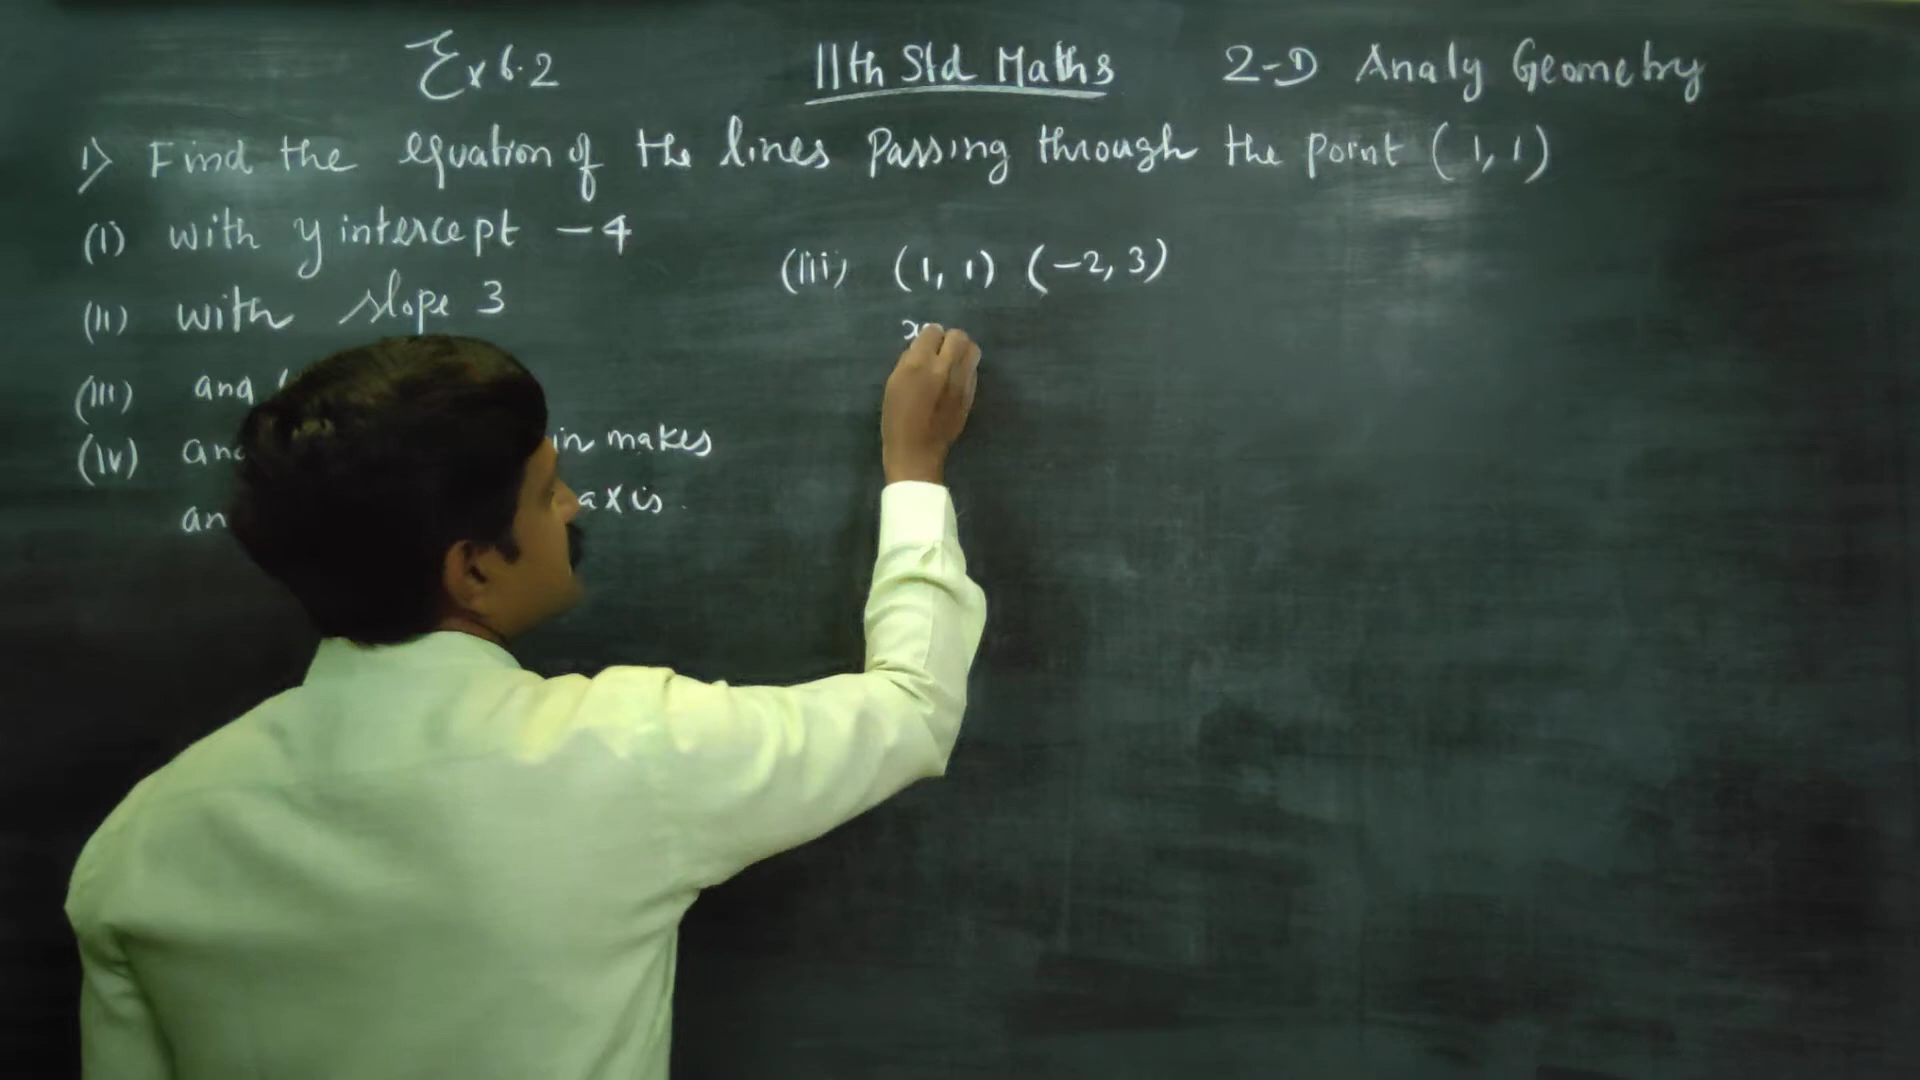 Ex 6.2 11th Std Maths 2-D Analy Geometry
1) Find the equation of the lines passing through the point (1, 1)
(i) with y intercept -4
(ii) with slope 3
(iii) and (
(iv) and in makes
an axis.
(iii) (1, 1) (-2, 3)
x